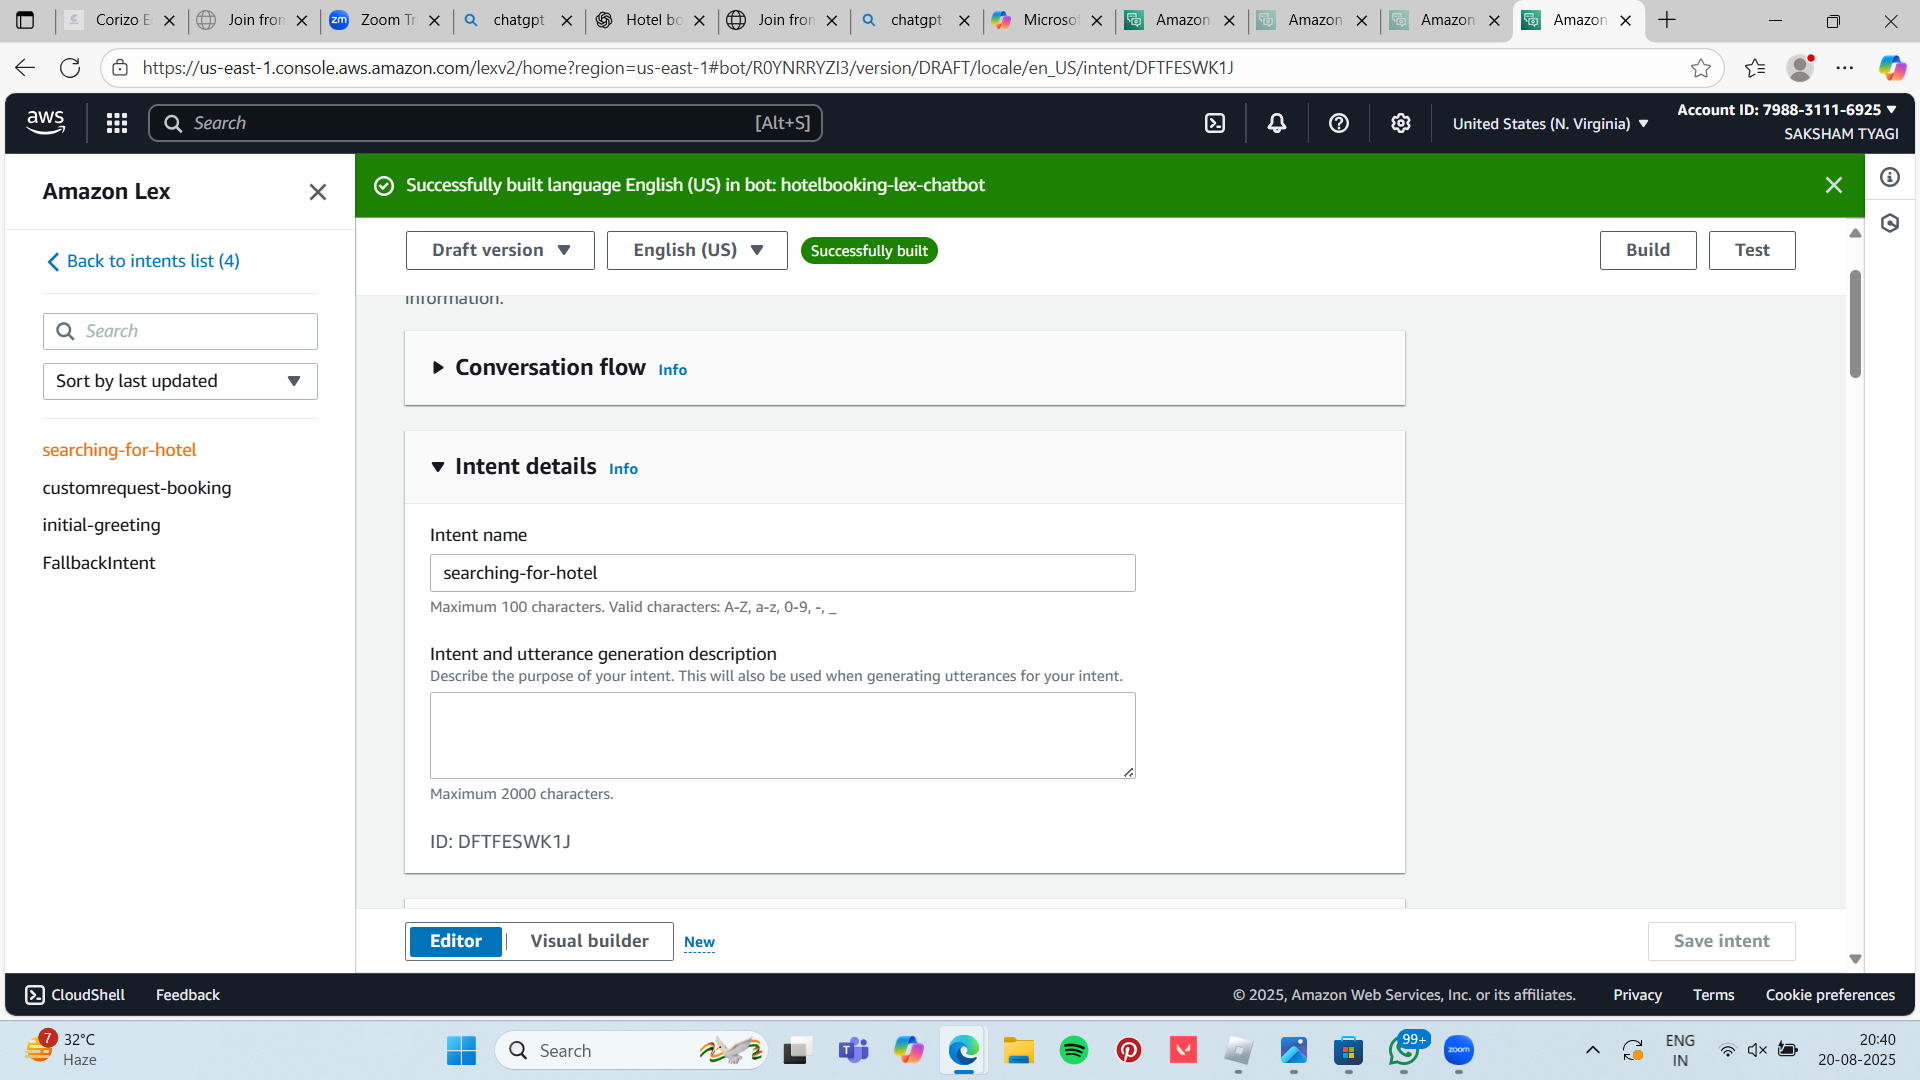 Corizo E
Join fron
Zoom Tr
chatgpt
Hotel bo
Join fron
chatgpt
Microsof
Amazon
Amazon
Amazon
Amazon
https://us-east-1.console.aws.amazon.com/lexv2/home?region=us-east-1#bot/R0YNRRYZI3/version/DRAFT/locale/en_US/intent/DFTFESWK1J
aws
Search
[Alt+S]
United States (N. Virginia)
Account ID: 7988-3111-6925
SAKSHAM TYAGI
Amazon Lex
Successfully built language English (US) in bot: hotelbooking-lex-chatbot
Draft version
English (US)
Successfully built
Build
Test
Back to intents list (4)
information.
Search
Sort by last updated
Conversation flow Info
searching-for-hotel
customrequest-booking
initial-greeting
FallbackIntent
Intent details Info
Intent name
searching-for-hotel
Maximum 100 characters. Valid characters: A-Z, a-z, 0-9, -, _
Intent and utterance generation description
Describe the purpose of your intent. This will also be used when generating utterances for your intent.
Maximum 2000 characters.
ID: DFTFESWK1J
Editor
Visual builder
New
Save intent
CloudShell
Feedback
© 2025, Amazon Web Services, Inc. or its affiliates.
Privacy
Terms
Cookie preferences
7
32°C
Haze
Search
99+
zoom
ENG
IN
20:40
20-08-2025